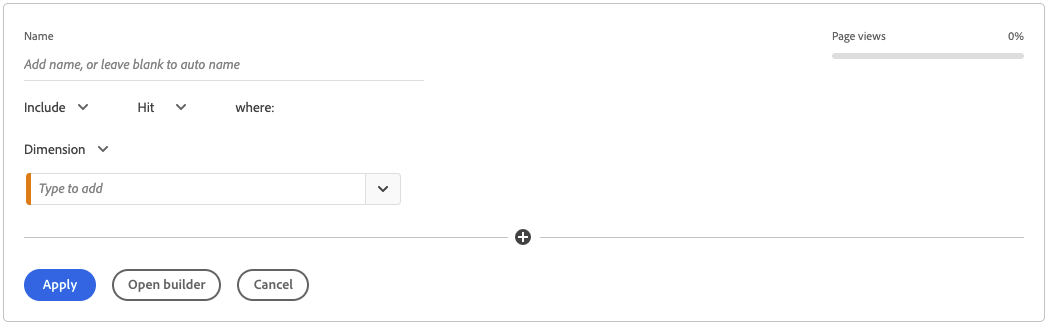 Name
Page views 0%
Add name, or leave blank to auto name
Include Hit where:
Dimension
Type to add
Apply Open builder Cancel